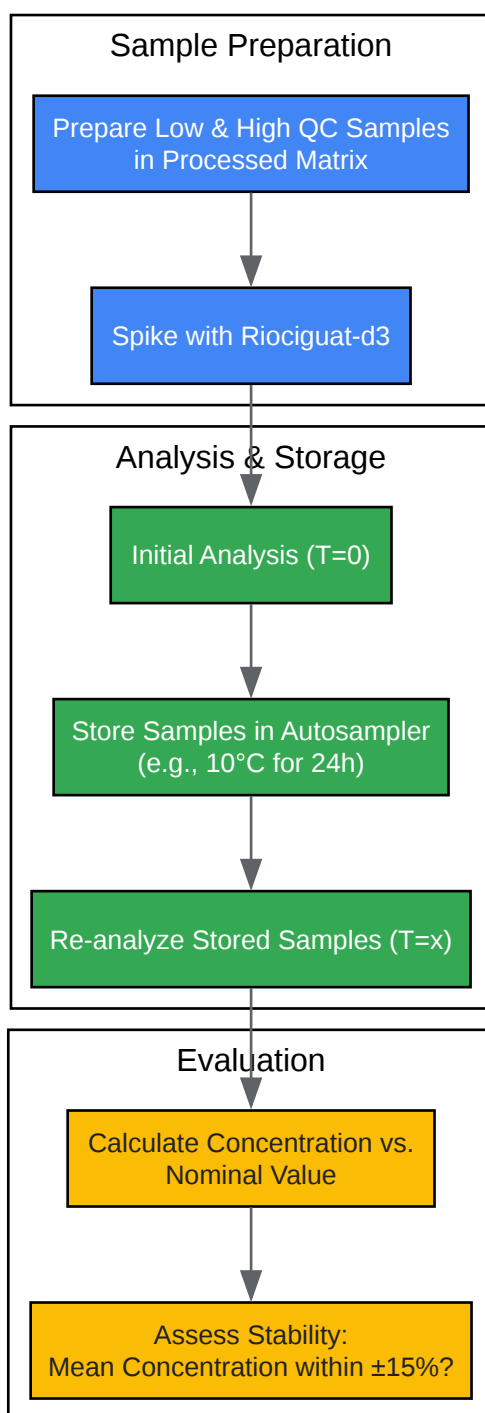 Sample Preparation
Prepare Low & High QC Samples
in Processed Matrix
Spike with Riociguat-d3
Analysis & Storage
Initial Analysis (T=0)
Store Samples in Autosampler
(e.g., 10°C for 24h)
Re-analyze Stored Samples (T=x)
Evaluation
Calculate Concentration vs.
Nominal Value
Assess Stability:
Mean Concentration within ±15%?